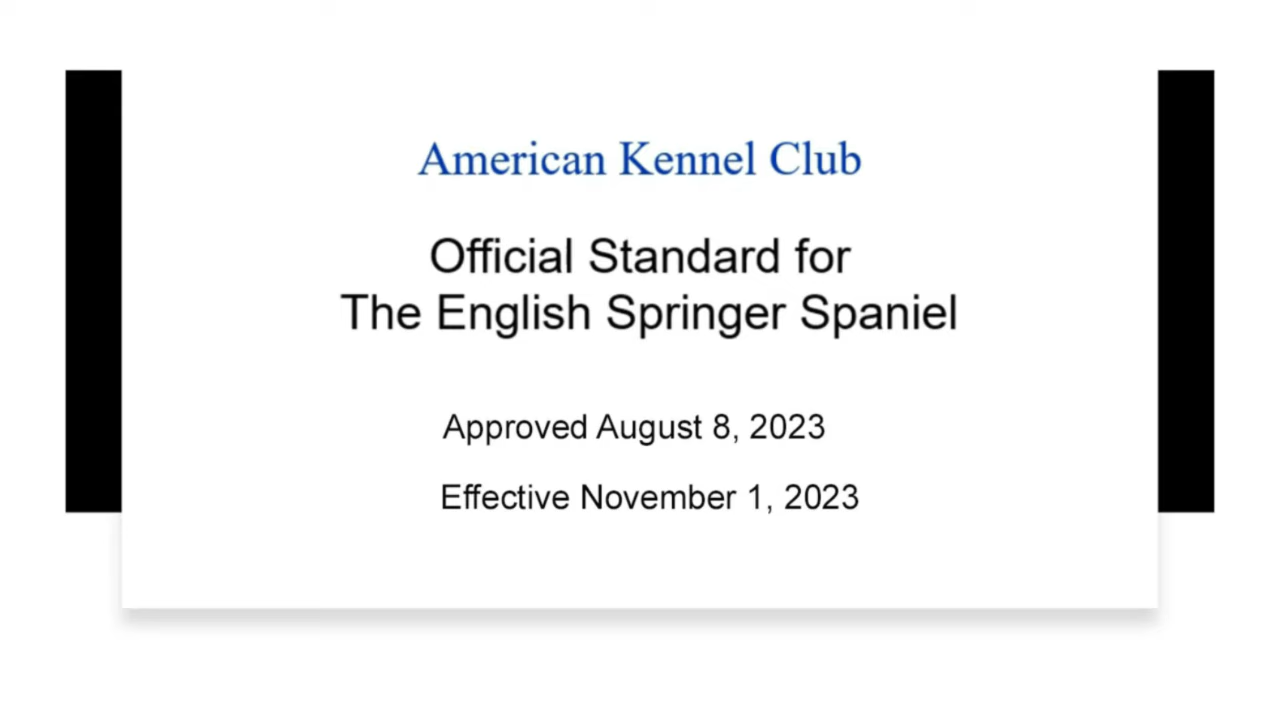 American Kennel Club
Official Standard for
The English Springer Spaniel
Approved August 8, 2023
Effective November 1, 2023